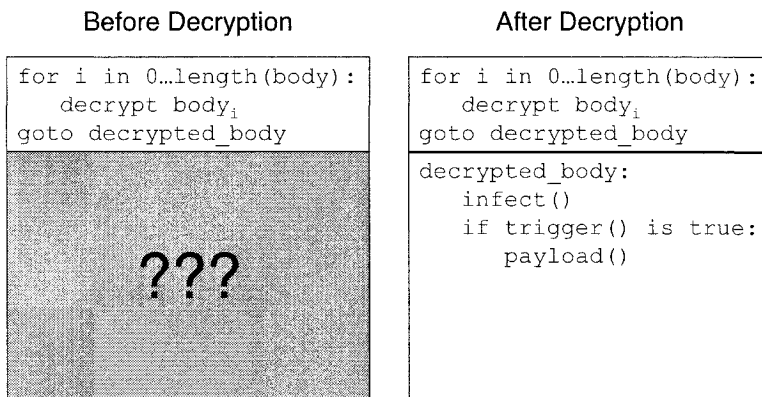 Before Decryption
for i in 0…length(body):
decrypt bodyᵢ
goto decrypted_body
???
After Decryption
for i in 0…length(body):
decrypt bodyᵢ
goto decrypted_body
decrypted_body:
infect()
if trigger() is true:
payload()